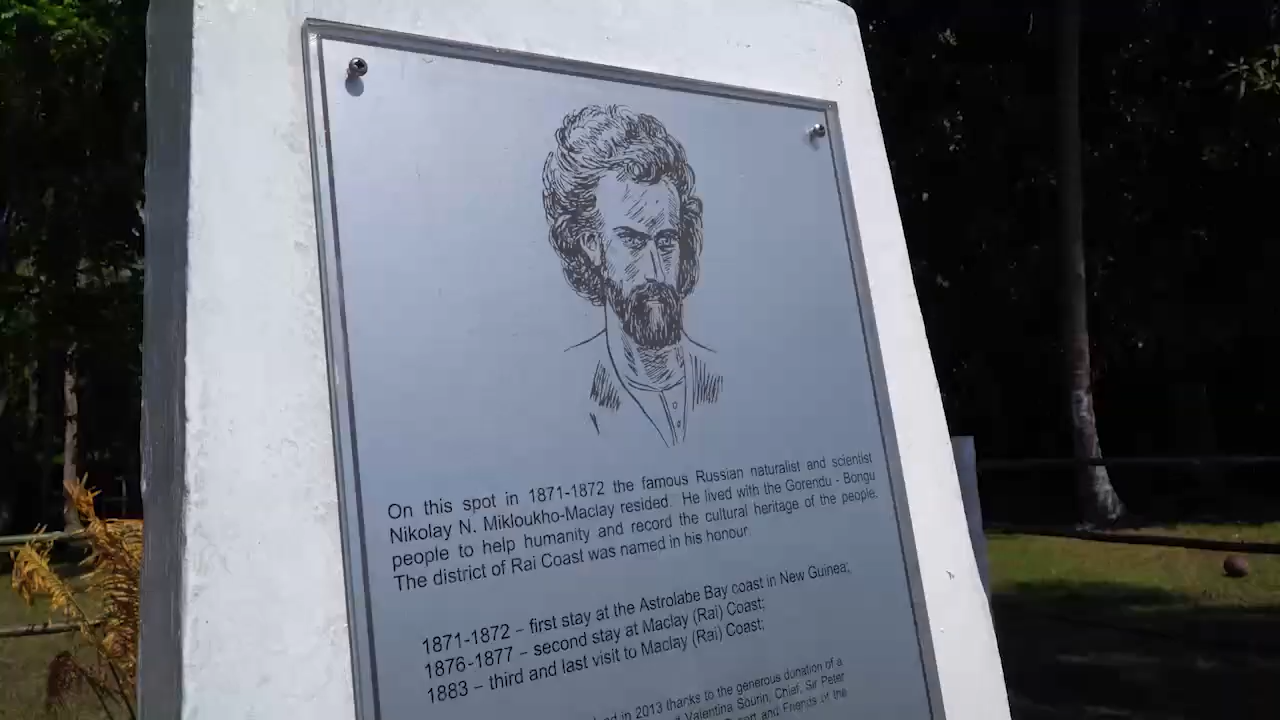 On this spot in 1871-1872 the famous Russian naturalist and scientist
Nikolay N. Mikloukho-Maclay resided. He lived with the Gorendu - Bongu
people to help humanity and record the cultural heritage of the people.
The district of Rai Coast was named in his honour.
1871-1872 – first stay at the Astrolabe Bay coast in New Guinea;
1876-1877 – second stay at Maclay (Rai) Coast;
1883 – third and last visit to Maclay (Rai) Coast;
in 2013 thanks to the generous donation of a
Valentina Sourin, Chief, Sir Peter
and Friends of the